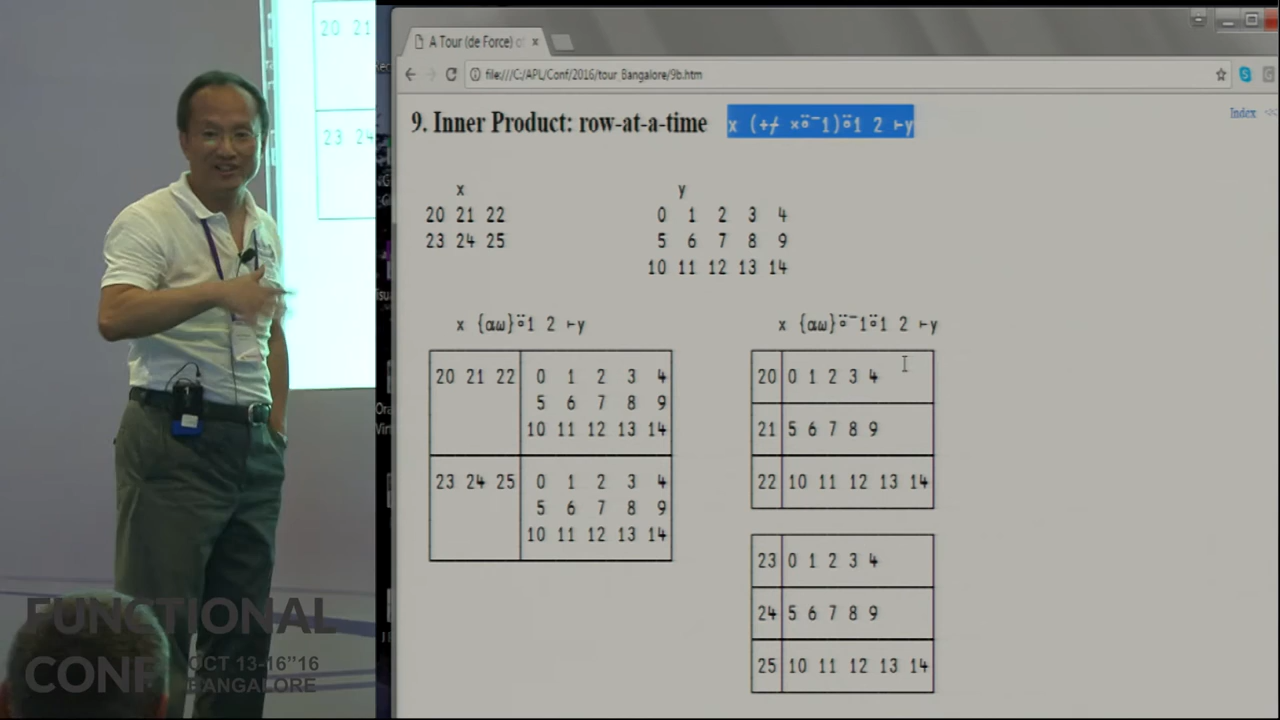 20 21
23 24
A Tour (de Force) of
file:///C:/APL/Conf/2016/tour_Bangalore/9b.htm
9. Inner Product: row-at-a-time x (+⌿ ×⍤¯1)⍤1 2 ⊢y
Index
x y
20 21 22 0 1 2 3 4
23 24 25 5 6 7 8 9
10 11 12 13 14
x {⍺⍵}⍤1 2 ⊢y
20 21 22 0 1 2 3 4
5 6 7 8 9
10 11 12 13 14
23 24 25 0 1 2 3 4
5 6 7 8 9
10 11 12 13 14
x {⍺⍵}⍤¯1⍤1 2 ⊢y
20 0 1 2 3 4
21 5 6 7 8 9
22 10 11 12 13 14
23 0 1 2 3 4
24 5 6 7 8 9
25 10 11 12 13 14
FUNCTIONAL
CONF OCT 13-16"16
BANGALORE